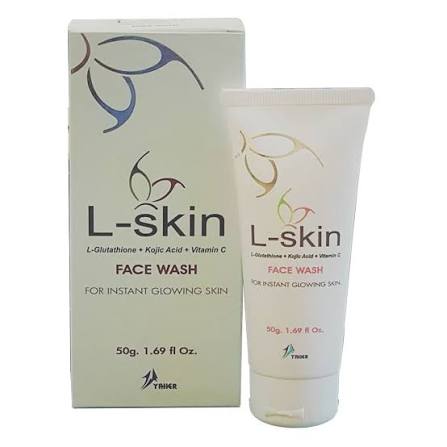 L-skin
L-Glutathione + Kojic Acid + Vitamin C
FACE WASH
FOR INSTANT GLOWING SKIN
50g. 1.69 fl Oz.
L-skin
L-Glutathione + Kojic Acid + Vitamin C
FACE WASH
FOR INSTANT GLOWING SKIN
50g. 1.69 fl Oz.